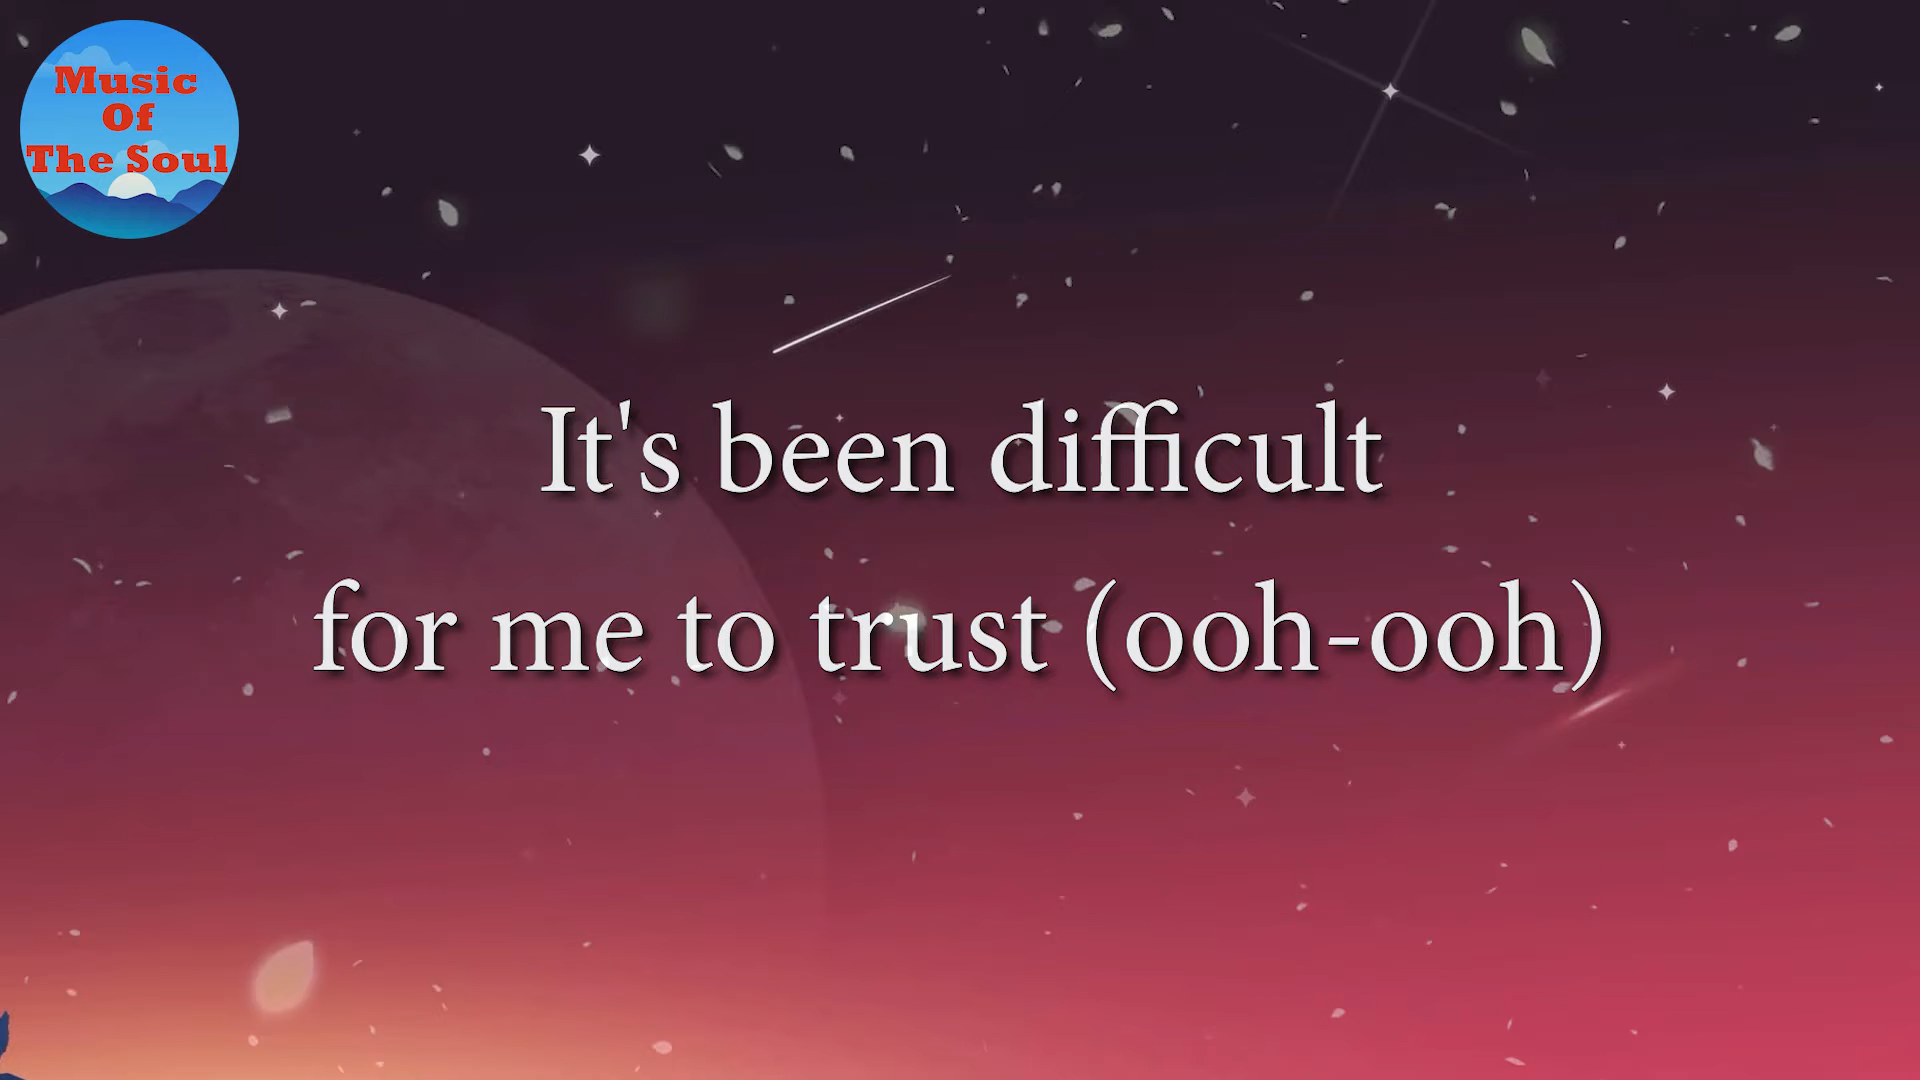 Music
Of
The Soul
It's been difficult
for me to trust (ooh-ooh)